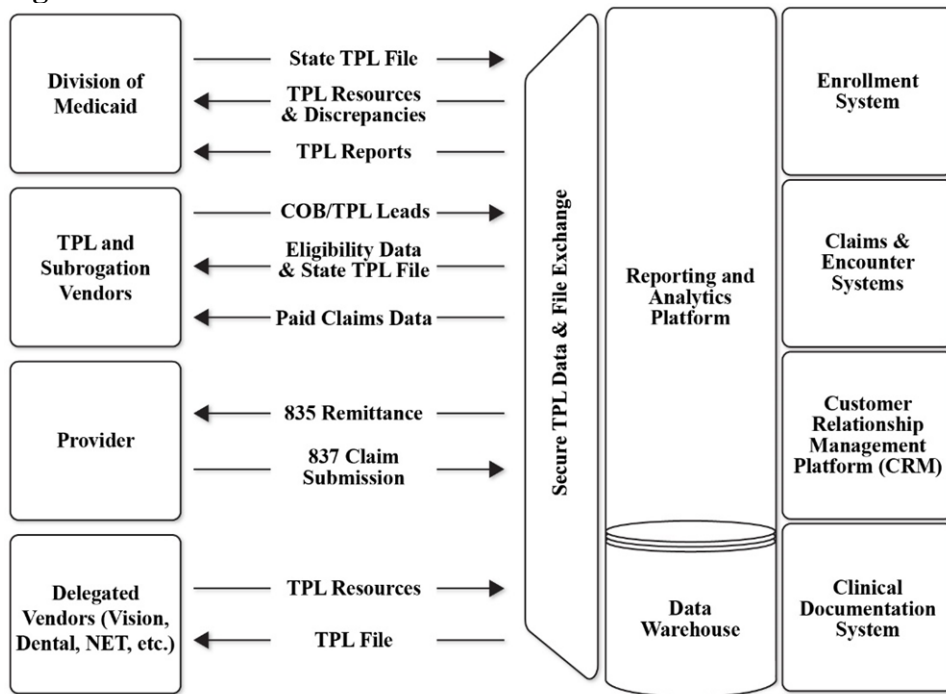 Division of
Medicaid
State TPL File
TPL Resources
& Discrepancies
TPL Reports
TPL and
Subrogation
Vendors
COB/TPL Leads
Eligibility Data
& State TPL File
Paid Claims Data
Provider
835 Remittance
837 Claim
Submission
Delegated
Vendors (Vision,
Dental, NET, etc.)
TPL Resources
TPL File
Secure TPL Data & File Exchange
Reporting and
Analytics
Platform
Data
Warehouse
Enrollment
System
Claims &
Encounter
Systems
Customer
Relationship
Management
Platform (CRM)
Clinical
Documentation
System